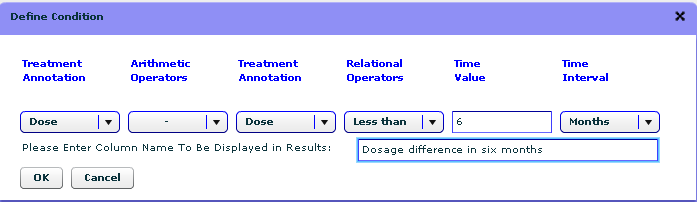 Define Condition
Treatment Annotation Arithmetic Operators Treatment Annotation Relational Operators Time Value Time Interval
Dose - Dose Less than 6 Months
Please Enter Column Name To Be Displayed in Results: Dosage difference in six months
OK Cancel